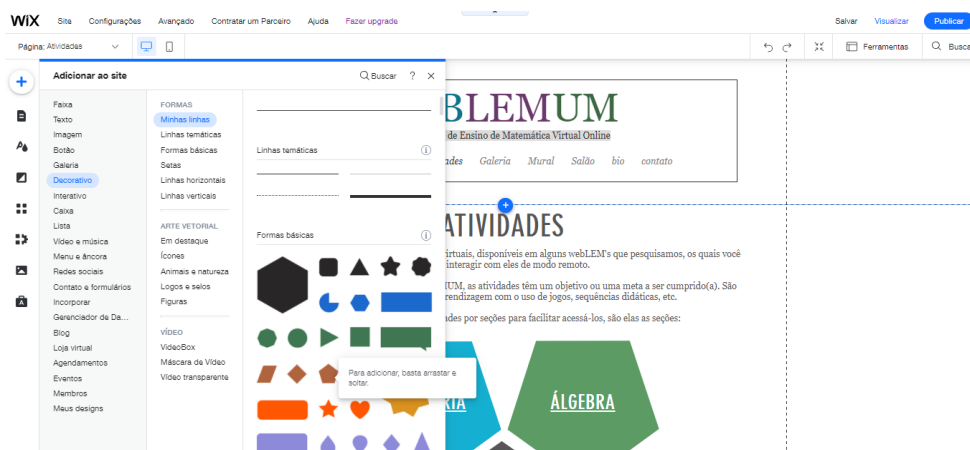 WiX Site Configurações Avançado Contratar um Parceiro Ajuda Fazer upgrade Salvar Visualizar Publicar
Página: Atividades Ferramentas Busca
Adicionar ao site Buscar ? ×
Faixa
Texto
Imagem
Botão
Galeria
Decorativo
Interativo
Caixa
Lista
Vídeo e música
Menu e âncora
Redes sociais
Contato e formulários
Incorporar
Gerenciador de Da...
Blog
Loja virtual
Agendamentos
Eventos
Membros
Meus designs
FORMAS
Minhas linhas
Linhas temáticas
Formas básicas
Setas
Linhas horizontais
Linhas verticais
ARTE VETORIAL
Em destaque
Ícones
Animais e natureza
Logos e selos
Figuras
VÍDEO
VideoBox
Máscara de Vídeo
Vídeo transparente
Linhas temáticas
Formas básicas
Para adicionar, basta arrastar e
soltar.
BLEMUM
de Ensino de Matemática Virtual Online
ades Galeria Mural Salão bio contato
ATIVIDADES
irtuais, disponíveis em alguns webLEM's que pesquisamos, os quais você
interagir com eles de modo remoto.
IUM, as atividades têm um objetivo ou uma meta a ser cumprido(a). São
rendizagem com o uso de jogos, sequências didáticas, etc.
ades por seções para facilitar acessá-los, são elas as seções:
RIA
ÁLGEBRA